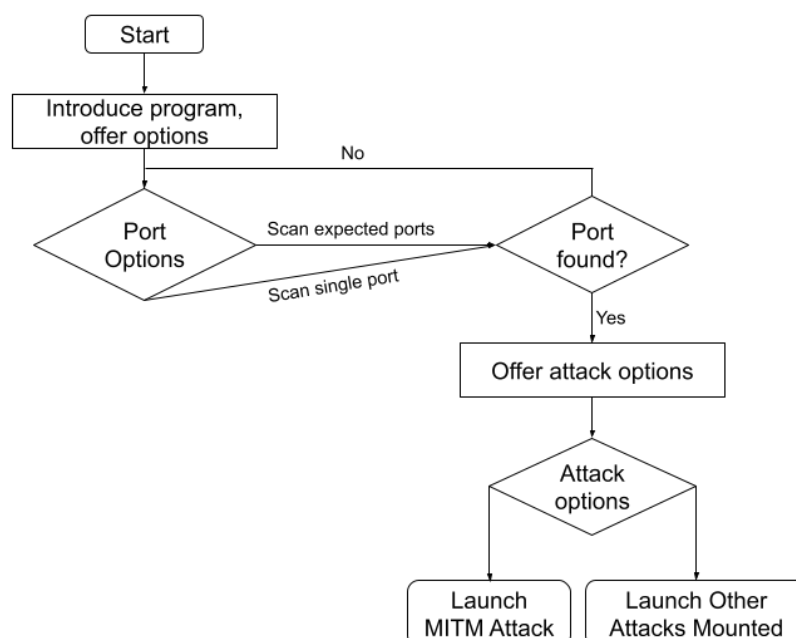 Start
Introduce program,
offer options
No
Port
Options
Scan expected ports
Scan single port
Port
found?
Yes
Offer attack options
Attack
options
Launch
MITM Attack
Launch Other
Attacks Mounted